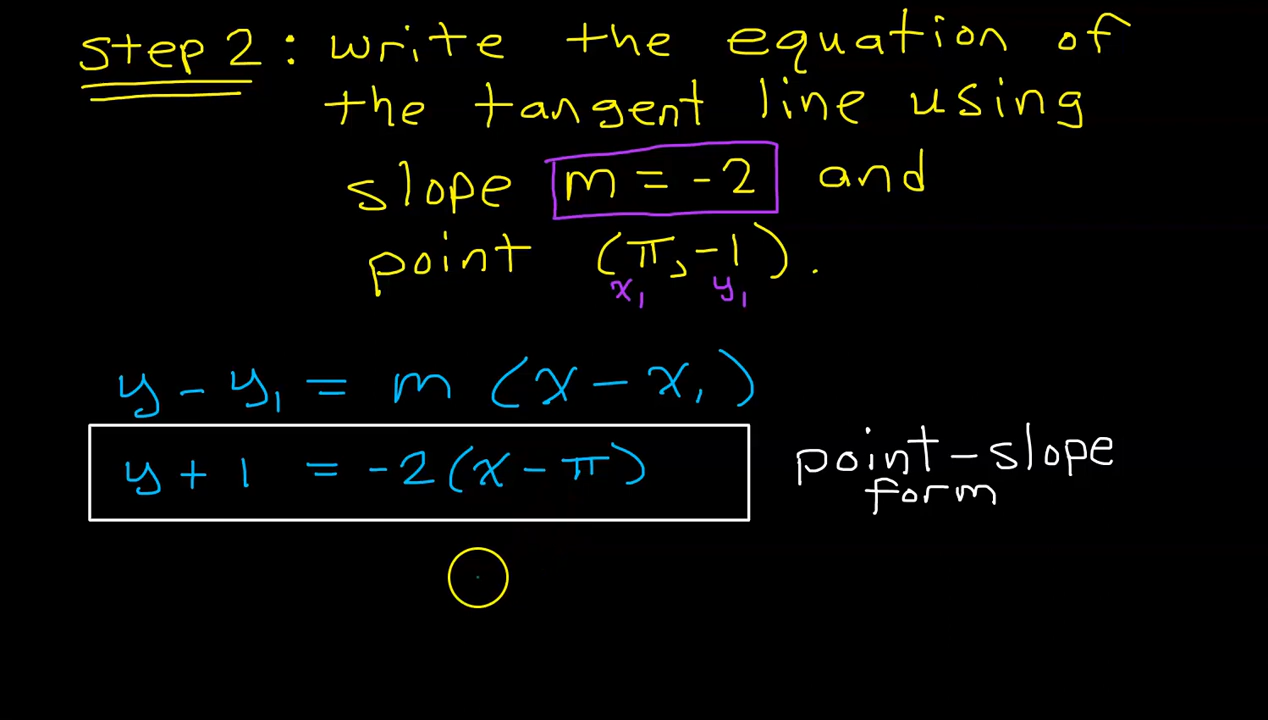 step 2: write the equation of
the tangent line using
slope m = -2 and
point (π, -1).
x₁ y₁
y - y₁ = m (x - x₁)
y + 1 = -2(x - π)
point-slope
form